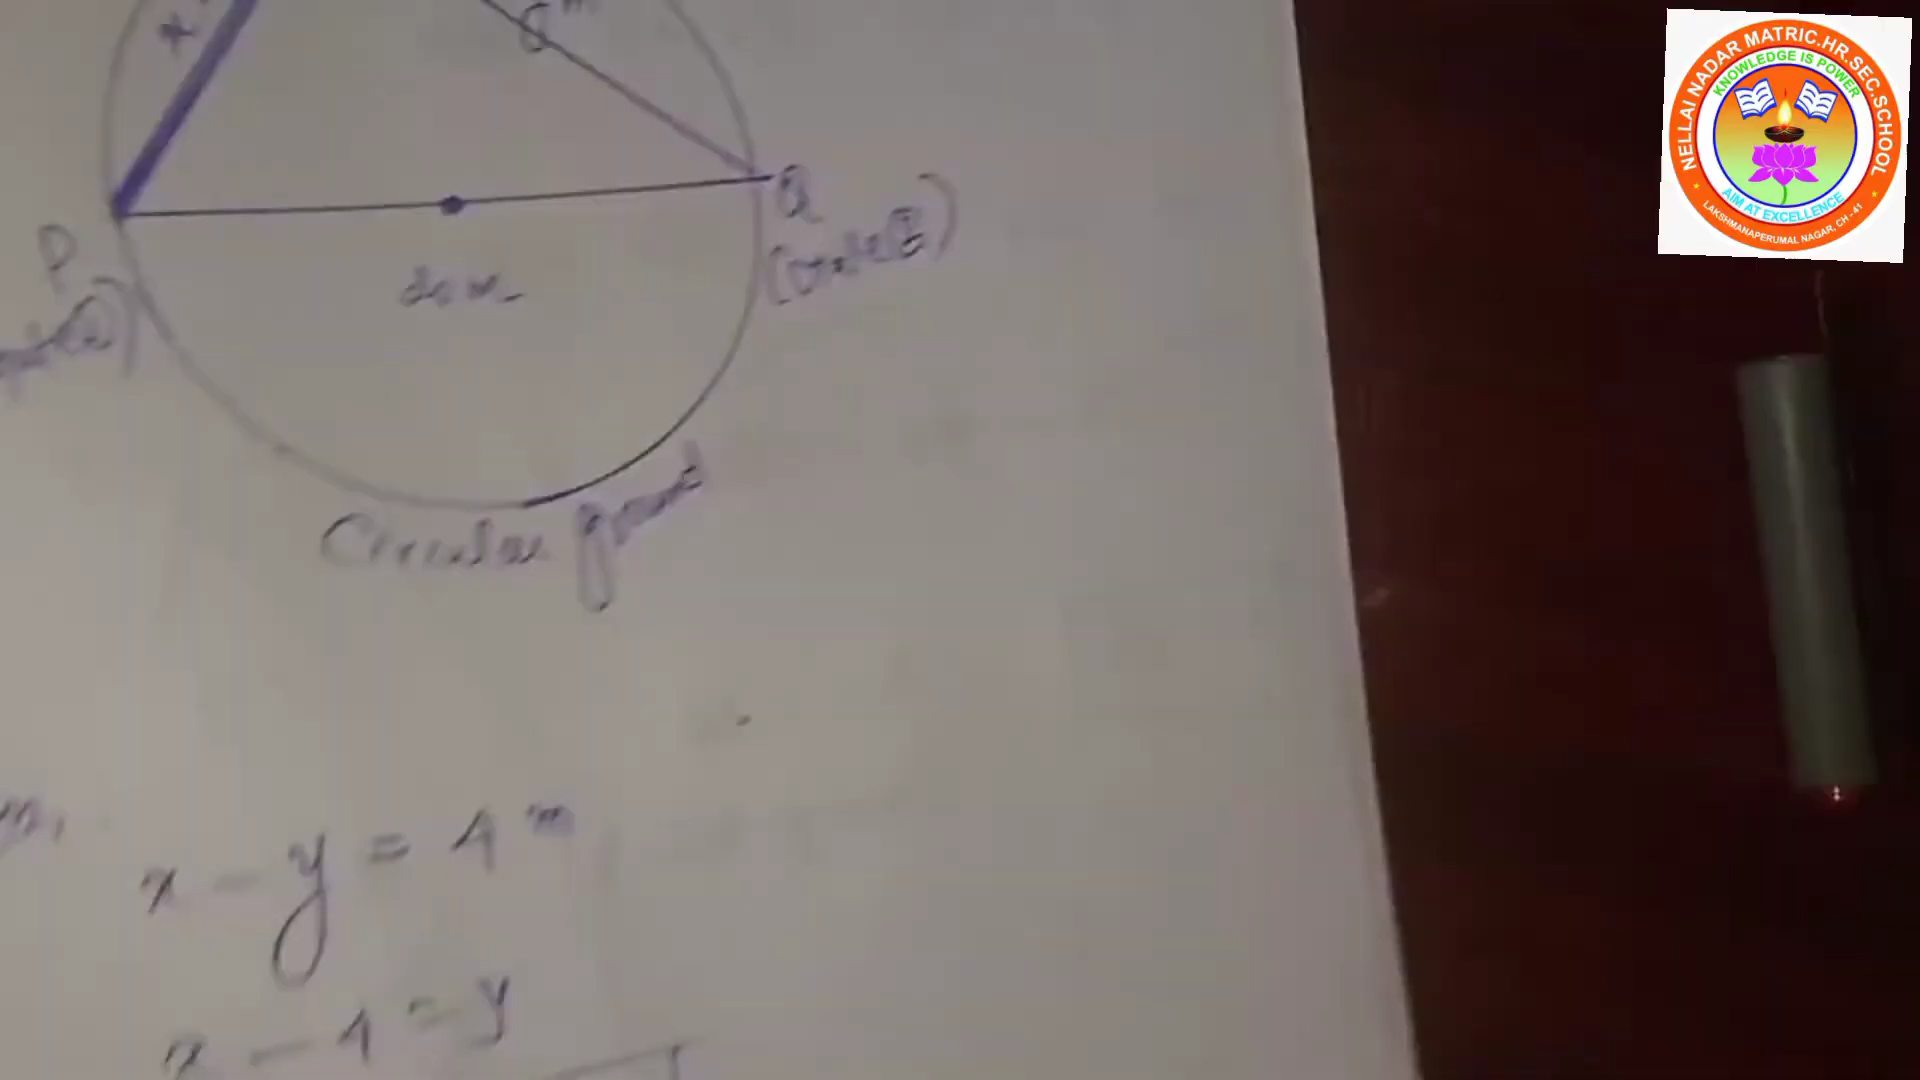 x
m
P
Q
Circular ground
x - y = 4 m
x - 4 = y
NELLAI NADAR MATRIC.HR.SEC.SCHOOL
KNOWLEDGE IS POWER
AIM AT EXCELLENCE
LAKSHMANAPERUMAL NAGAR, CH - 41